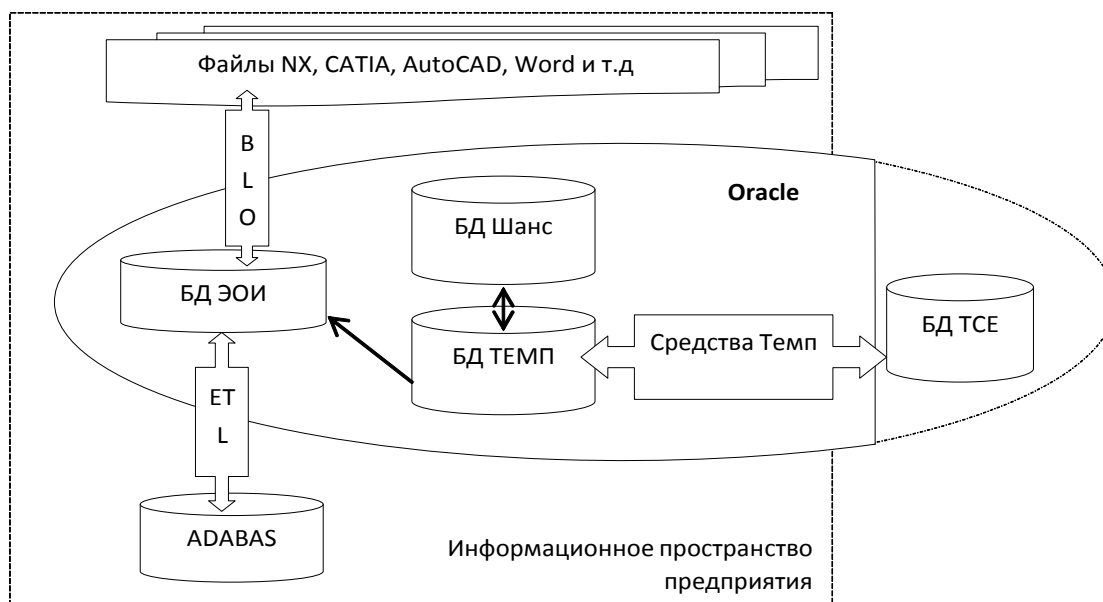 Файлы NX, CATIA, AutoCAD, Word и т.д
B
L
O
Oracle
БД Шанс
БД ЭОИ
БД ТЕМП
Средства Темп
БД TCE
ET
L
ADABAS
Информационное пространство
предприятия